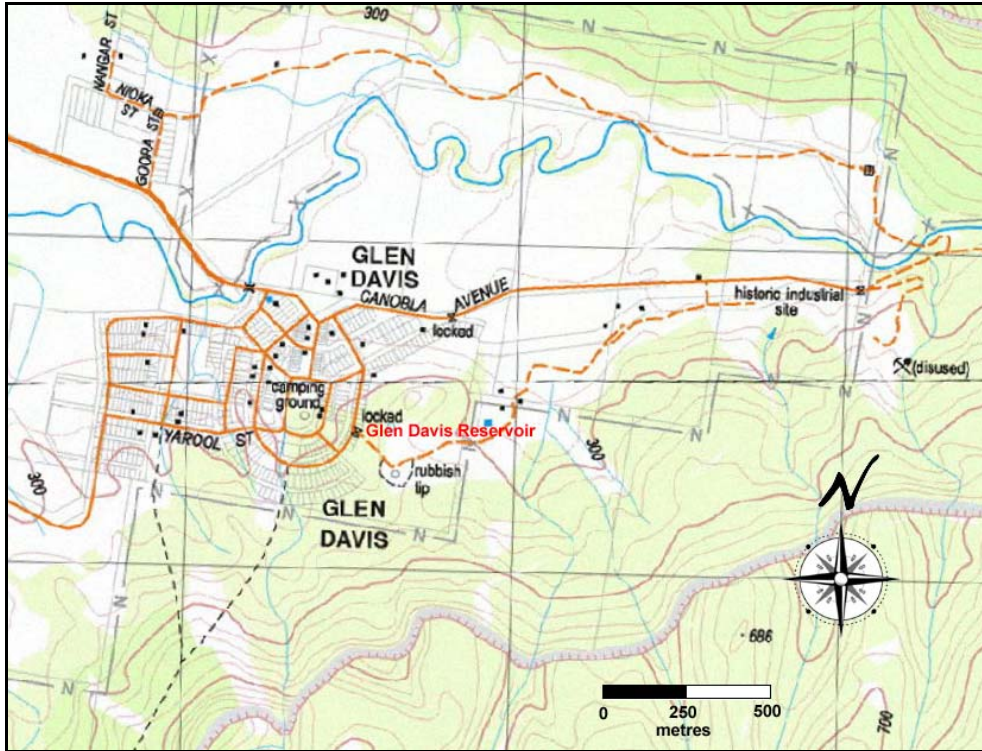 300
NANGAR ST
NIOKA
ST
GOORA ST
N
N
N
N
X
X
X
X
N
N
N
N
GLEN
DAVIS
CANOBLA AVENUE
locked
historic industrial
site
(disused)
camping
ground
locked
Glen Davis Reservoir
YAROOL ST
rubbish
tip
300
300
GLEN
DAVIS
N
N
N
N
N
N
N
686
700
0 250 500
metres